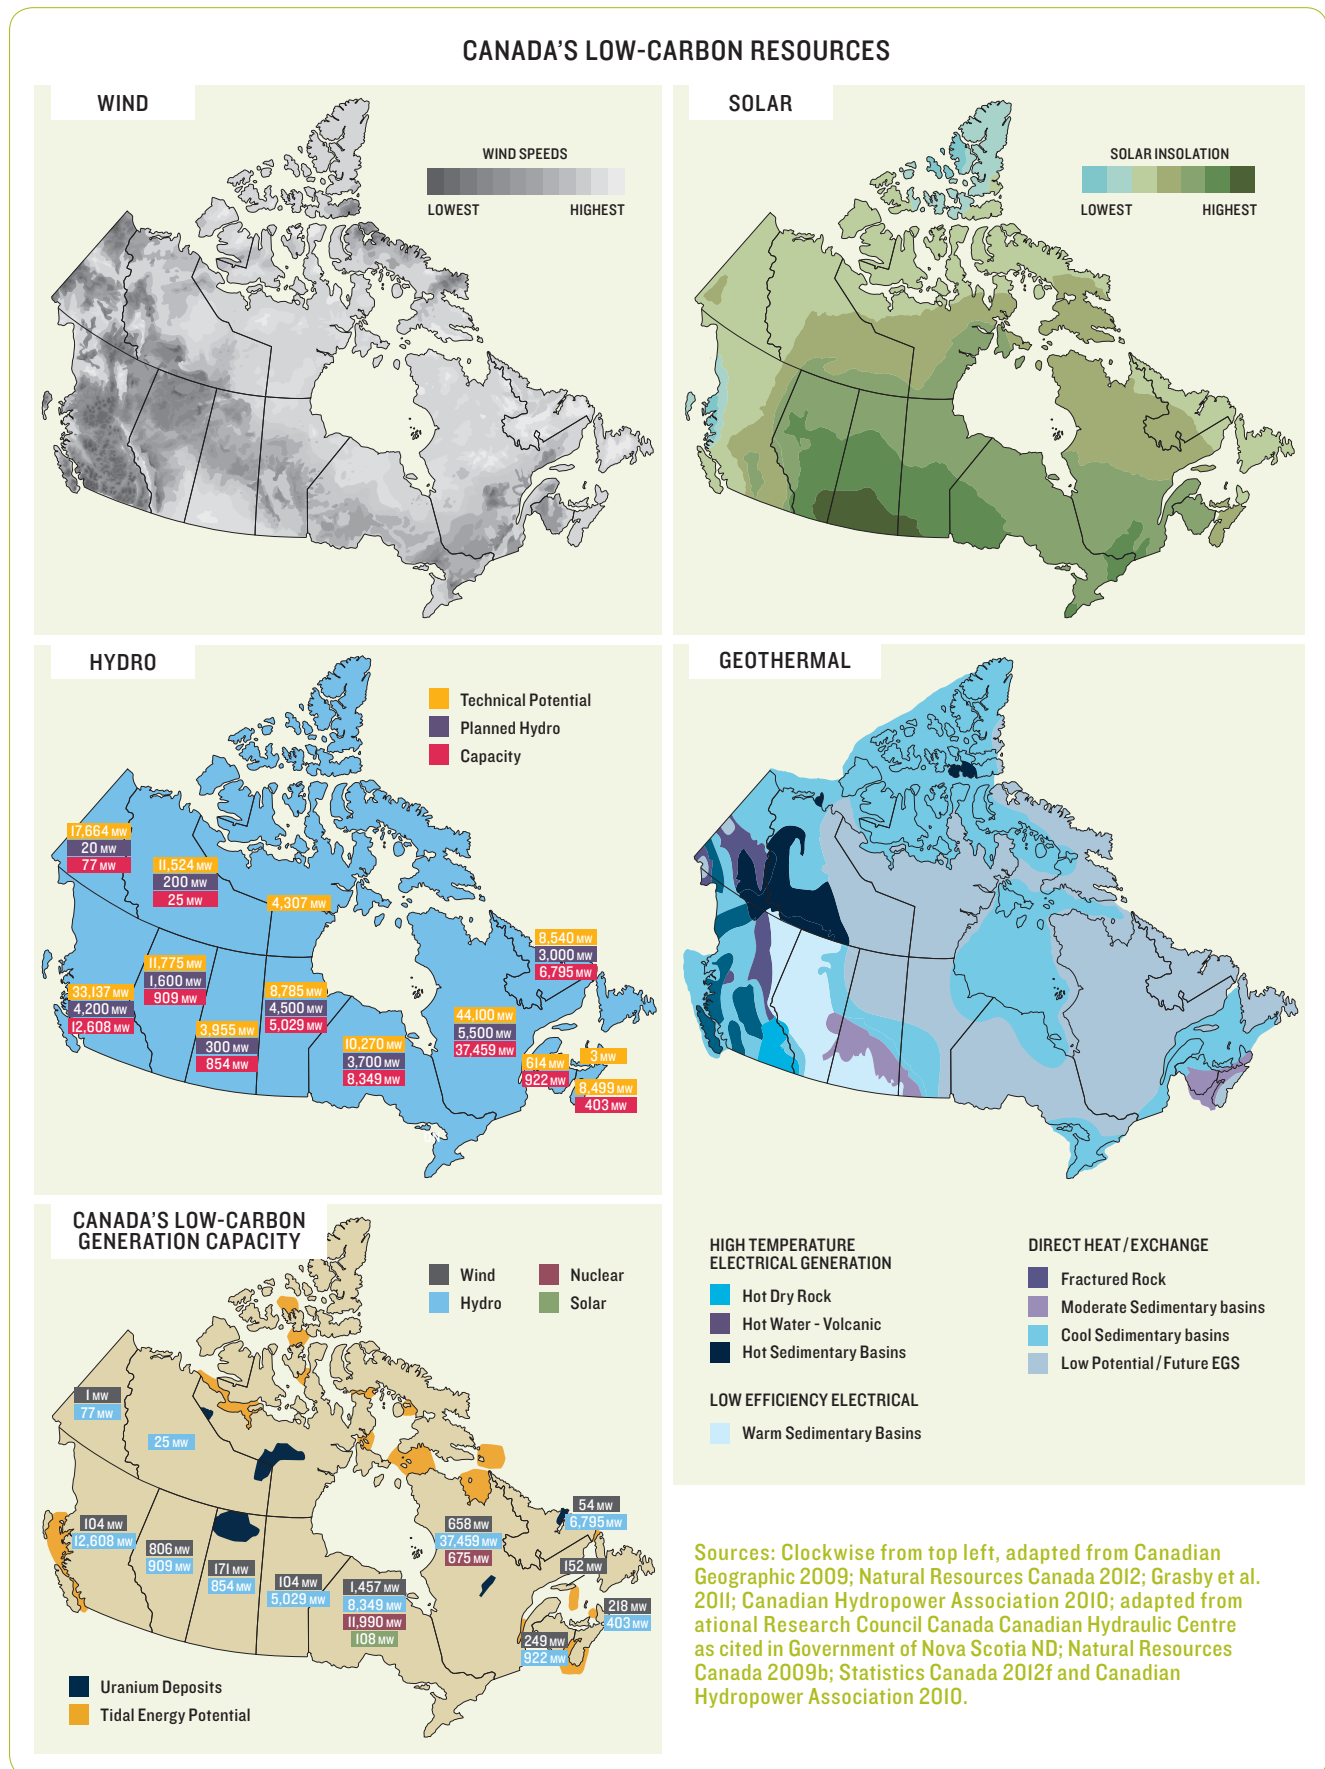 CANADA'S LOW-CARBON RESOURCES
WIND
WIND SPEEDS
LOWEST
HIGHEST
SOLAR
SOLAR INSOLATION
LOWEST
HIGHEST
HYDRO
Technical Potential
Planned Hydro
Capacity
17,664 MW
20 MW
77 MW
11,524 MW
200 MW
25 MW
4,307 MW
8,540 MW
3,000 MW
6,795 MW
11,775 MW
1,600 MW
909 MW
33,137 MW
4,200 MW
12,608 MW
8,785 MW
4,500 MW
5,029 MW
3,955 MW
300 MW
854 MW
10,270 MW
3,700 MW
8,349 MW
44,100 MW
5,500 MW
37,459 MW
614 MW
922 MW
3 MW
8,499 MW
403 MW
GEOTHERMAL
HIGH TEMPERATURE
ELECTRICAL GENERATION
Hot Dry Rock
Hot Water - Volcanic
Hot Sedimentary Basins
LOW EFFICIENCY ELECTRICAL
Warm Sedimentary Basins
DIRECT HEAT/EXCHANGE
Fractured Rock
Moderate Sedimentary basins
Cool Sedimentary basins
Low Potential/Future EGS
CANADA'S LOW-CARBON
GENERATION CAPACITY
Wind
Hydro
Nuclear
Solar
1 MW
77 MW
25 MW
104 MW
12,608 MW
806 MW
909 MW
171 MW
854 MW
104 MW
5,029 MW
1,457 MW
8,349 MW
11,990 MW
108 MW
658 MW
37,459 MW
675 MW
54 MW
6,795 MW
152 MW
218 MW
403 MW
249 MW
922 MW
Uranium Deposits
Tidal Energy Potential
Sources: Clockwise from top left, adapted from Canadian
Geographic 2009; Natural Resources Canada 2012; Grasby et al.
2011; Canadian Hydropower Association 2010; adapted from
ational Research Council Canada Canadian Hydraulic Centre
as cited in Government of Nova Scotia ND; Natural Resources
Canada 2009b; Statistics Canada 2012f and Canadian
Hydropower Association 2010.